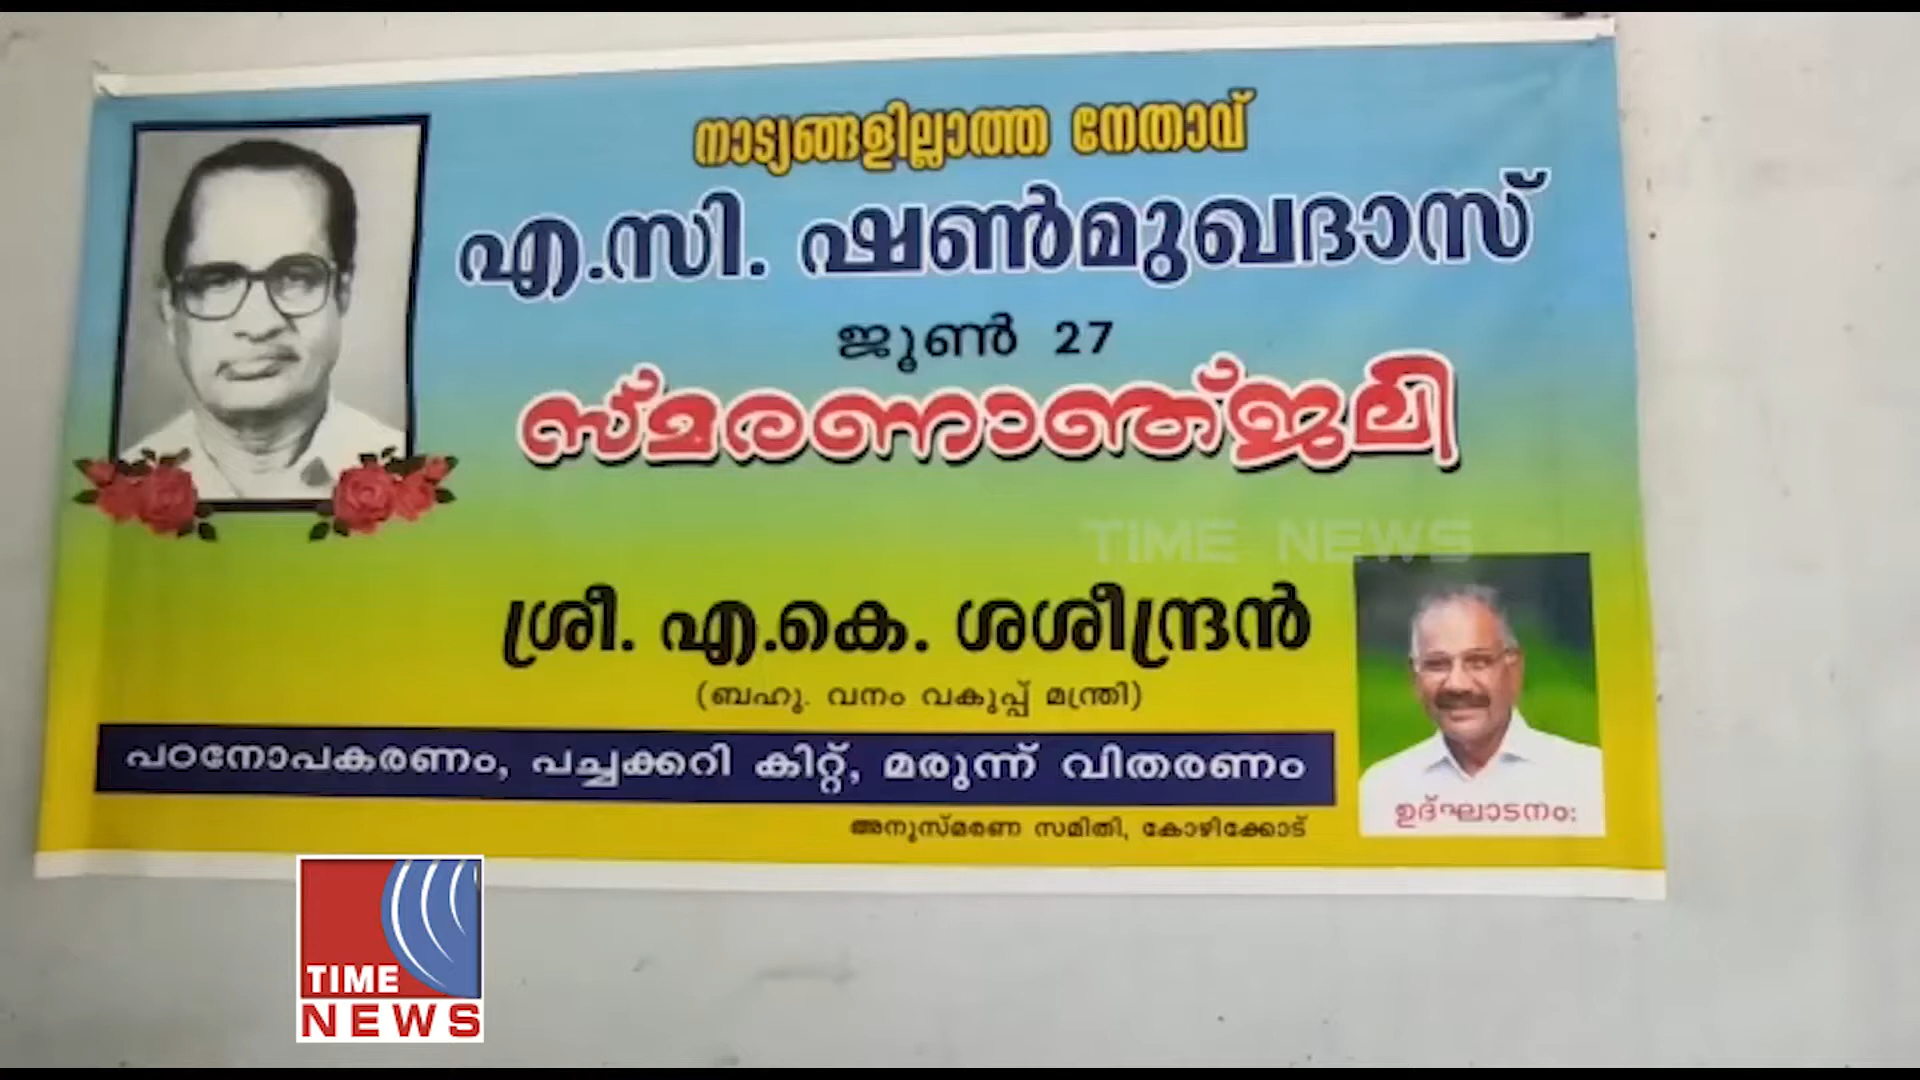 നാട്യങ്ങളില്ലാത്ത നേതാവ്
എ.സി. ഷൺമുഖദാസ്
ജൂൺ 27
സ്മരണാഞ്ജലി
TIME NEWS
ശ്രീ. എ.കെ. ശശീന്ദ്രൻ
(ബഹു. വനം വകുപ്പ് മന്ത്രി)
പഠനോപകരണം, പച്ചക്കറി കിറ്റ്, മരുന്ന് വിതരണം
ഉദ്ഘാടനം:
അനുസ്മരണ സമിതി, കോഴിക്കോട്
TIME
NEWS